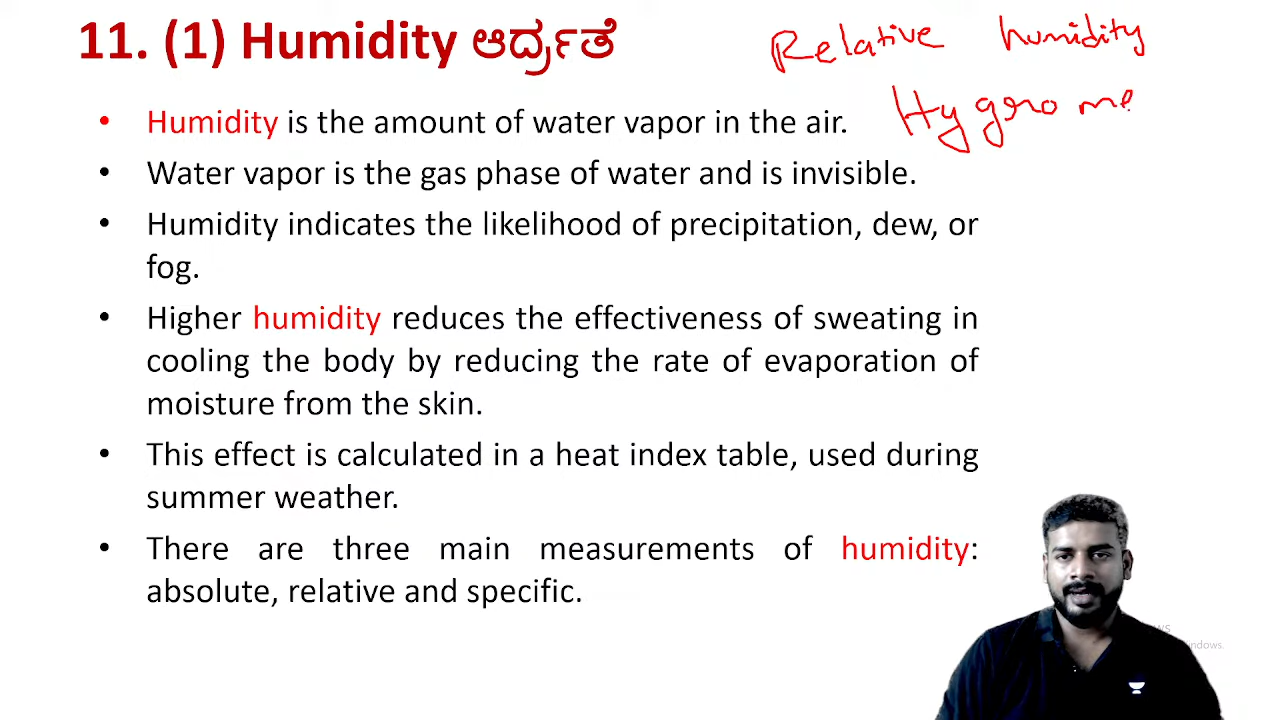 11. (1) Humidity ಆರ್ದ್ರತೆ
Relative humidity
Hygro me
• Humidity is the amount of water vapor in the air.
• Water vapor is the gas phase of water and is invisible.
• Humidity indicates the likelihood of precipitation, dew, or
fog.
• Higher humidity reduces the effectiveness of sweating in
cooling the body by reducing the rate of evaporation of
moisture from the skin.
• This effect is calculated in a heat index table, used during
summer weather.
• There are three main measurements of humidity:
absolute, relative and specific.